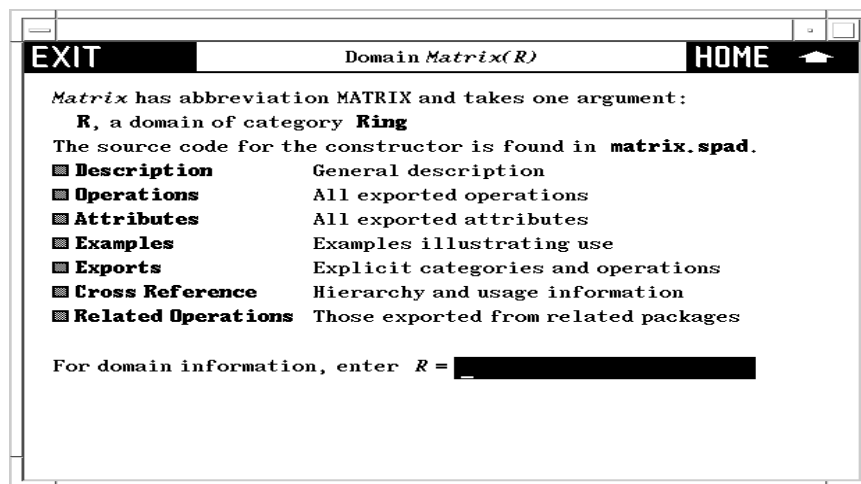 EXIT Domain Matrix(R) HOME
Matrix has abbreviation MATRIX and takes one argument:
R, a domain of category Ring
The source code for the constructor is found in matrix.spad.
Description General description
Operations All exported operations
Attributes All exported attributes
Examples Examples illustrating use
Exports Explicit categories and operations
Cross Reference Hierarchy and usage information
Related Operations Those exported from related packages
For domain information, enter R = _